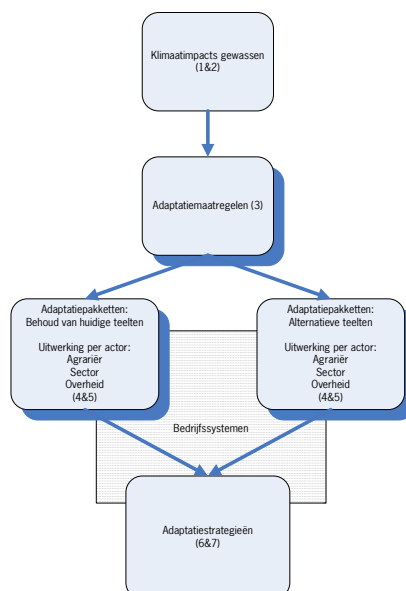 Klimaatimpacts gewassen
(1&2)
Adaptatiemaatregelen (3)
Adaptatiepakketten:
Behoud van huidige teelten
Uitwerking per actor:
Agrariër
Sector
Overheid
(4&5)
Adaptatiepakketten:
Alternatieve teelten
Uitwerking per actor:
Agrariër
Sector
Overheid
(4&5)
Bedrijfssystemen
Adaptatiestrategieën
(6&7)